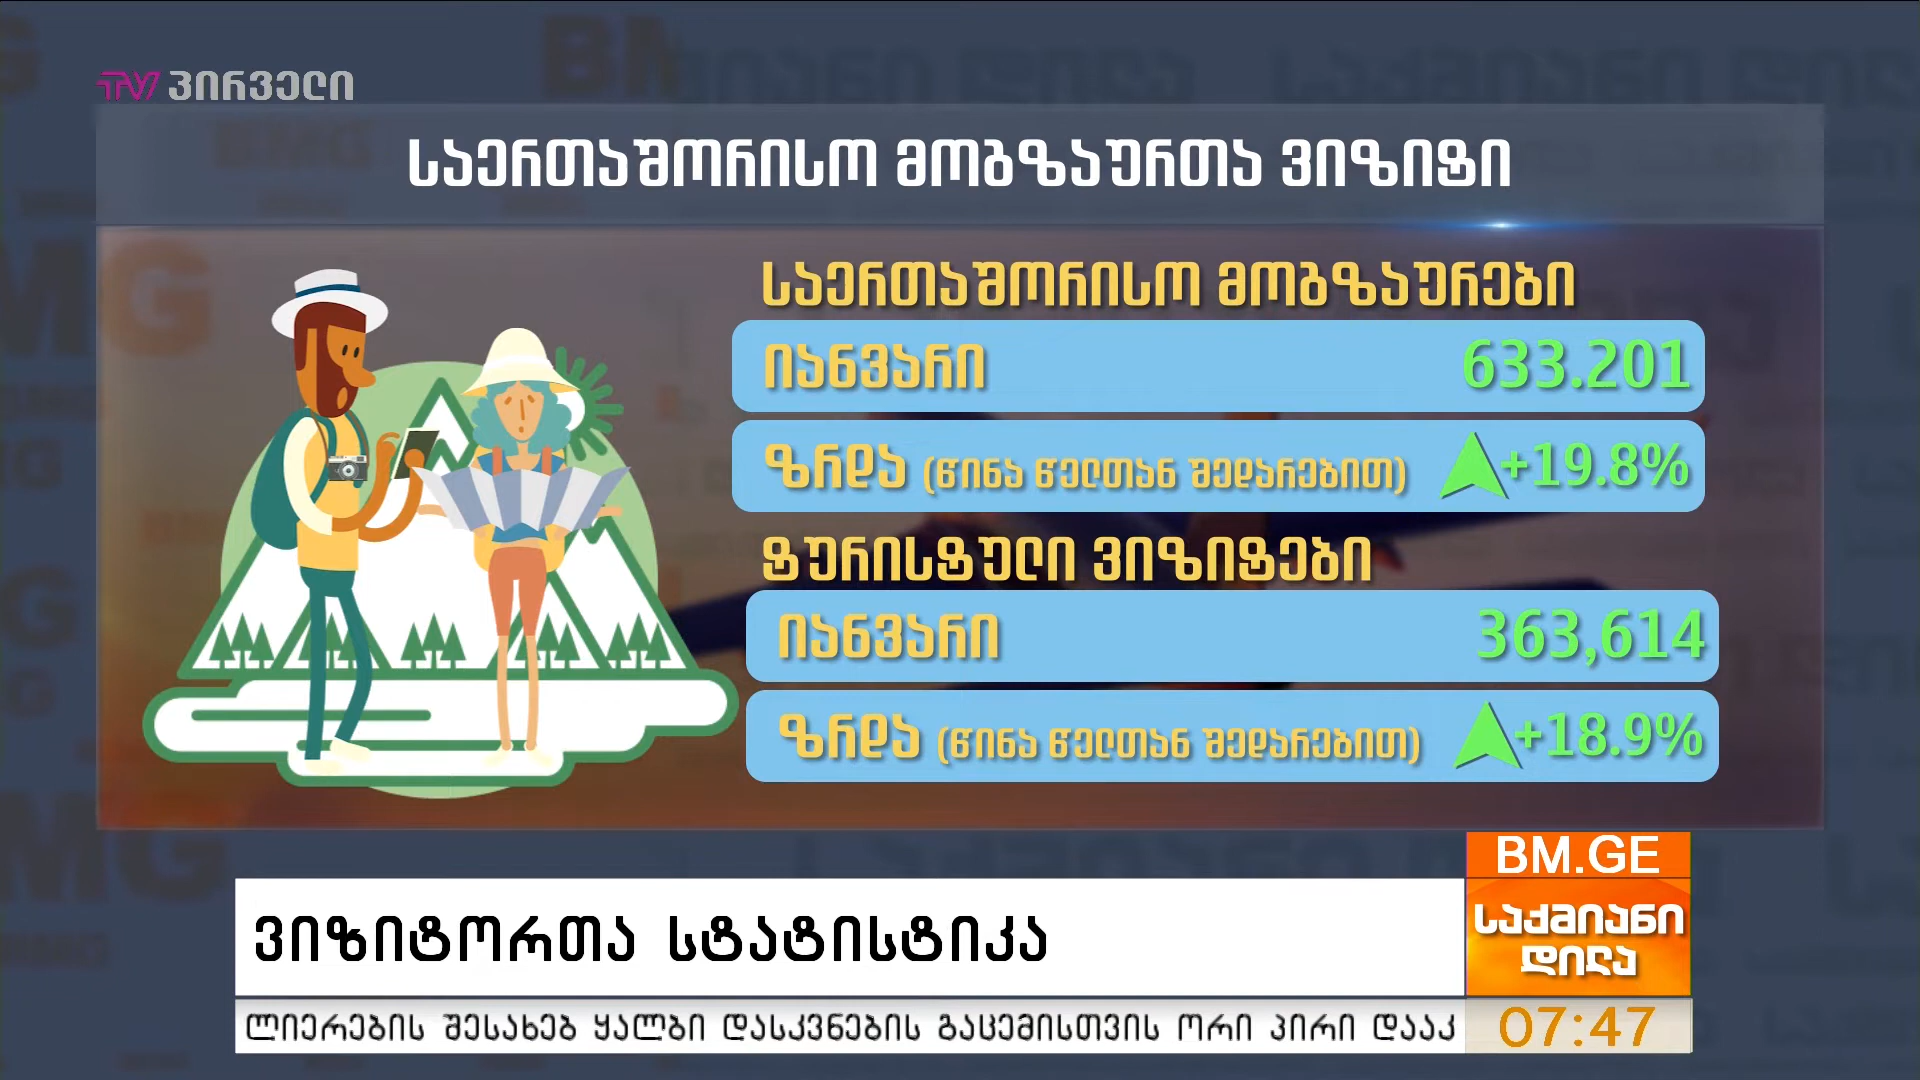 TV ᲞᲘᲠᲕᲔᲚᲘ
ᲡᲐᲔᲠᲗᲐᲨᲝᲠᲘᲡᲝ ᲛᲝᲒᲖᲐᲣᲠᲗᲐ ᲕᲘᲖᲘᲢᲘ
ᲡᲐᲔᲠᲗᲐᲨᲝᲠᲘᲡᲝ ᲛᲝᲒᲖᲐᲣᲠᲔᲑᲘ
ᲘᲐᲜᲕᲐᲠᲘ 633.201
ᲖᲠᲓᲐ (ᲬᲘᲜᲐ ᲬᲔᲚᲗᲐᲜ ᲨᲔᲓᲐᲠᲔᲑᲘᲗ) +19.8%
ᲢᲣᲠᲘᲡᲢᲣᲚᲘ ᲕᲘᲖᲘᲢᲔᲑᲘ
ᲘᲐᲜᲕᲐᲠᲘ 363,614
ᲖᲠᲓᲐ (ᲬᲘᲜᲐ ᲬᲔᲚᲗᲐᲜ ᲨᲔᲓᲐᲠᲔᲑᲘᲗ) +18.9%
BM.GE
ᲕᲘᲖᲘᲢᲝᲠᲗᲐ ᲡᲢᲐᲢᲘᲡᲢᲘᲙᲐ
ᲡᲐᲥᲛᲘᲐᲜᲘ
ᲓᲘᲚᲐ
ᲚᲘᲔᲠᲔᲑᲘᲡ ᲨᲔᲡᲐᲮᲔᲑ ᲧᲐᲚᲑᲘ ᲓᲐᲡᲙᲕᲜᲔᲑᲘᲡ ᲒᲐᲪᲔᲛᲘᲡᲗᲕᲘᲡ ᲝᲠᲘ ᲞᲘᲠᲘ ᲓᲐᲐᲙ
07:47